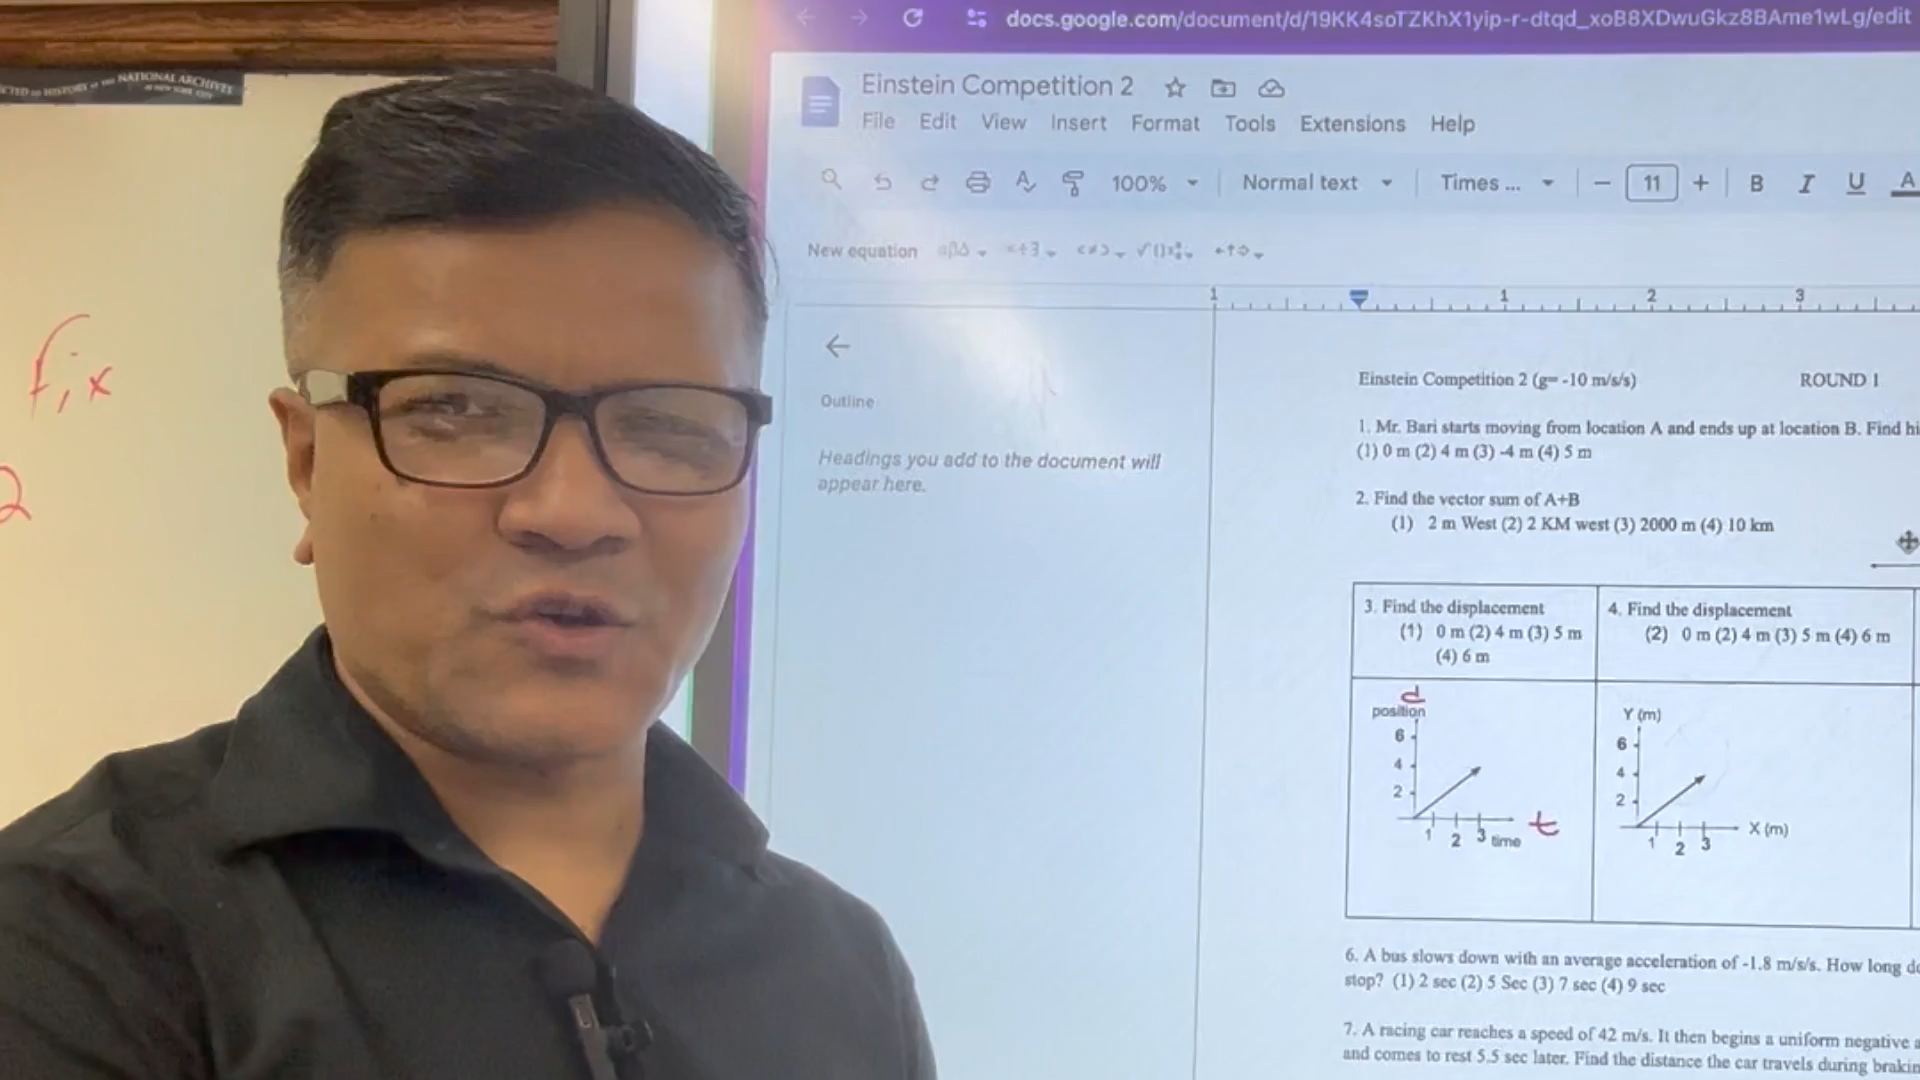 docs.google.com/document/d/19KK4soTZKhX1yip-r-dtqd_xoB8XDwuGkz8BAme1wLg/edit
NATIONAL ARCHIVES
Einstein Competition 2
File Edit View Insert Format Tools Extensions Help
100% Normal text Times ... − 11 + B I U A
New equation
1 1 2 3
Outline
Headings you add to the document will
appear here.
fix
2
Einstein Competition 2 (g= -10 m/s/s) ROUND 1
1. Mr. Bari starts moving from location A and ends up at location B. Find hi
(1) 0 m (2) 4 m (3) -4 m (4) 5 m
2. Find the vector sum of A+B
(1) 2 m West (2) 2 KM west (3) 2000 m (4) 10 km
3. Find the displacement
(1) 0 m (2) 4 m (3) 5 m
(4) 6 m
d
position
6
4
2
1 2 3 time t
4. Find the displacement
(2) 0 m (2) 4 m (3) 5 m (4) 6 m
Y (m)
6
4
2
1 2 3 X (m)
6. A bus slows down with an average acceleration of -1.8 m/s/s. How long do
stop? (1) 2 sec (2) 5 Sec (3) 7 sec (4) 9 sec
7. A racing car reaches a speed of 42 m/s. It then begins a uniform negative a
and comes to rest 5.5 sec later. Find the distance the car travels during brakin